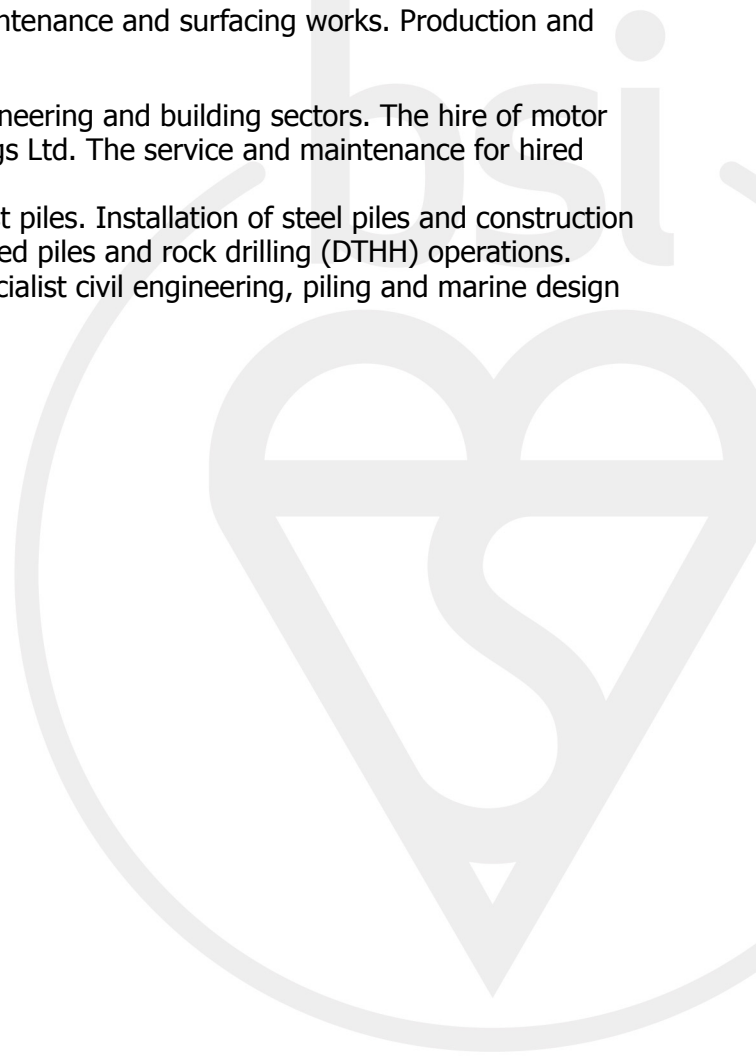 ntenance and surfacing works. Production and
bsi
neering and building sectors. The hire of motor
gs Ltd. The service and maintenance for hired
t piles. Installation of steel piles and construction
ed piles and rock drilling (DTHH) operations.
cialist civil engineering, piling and marine design